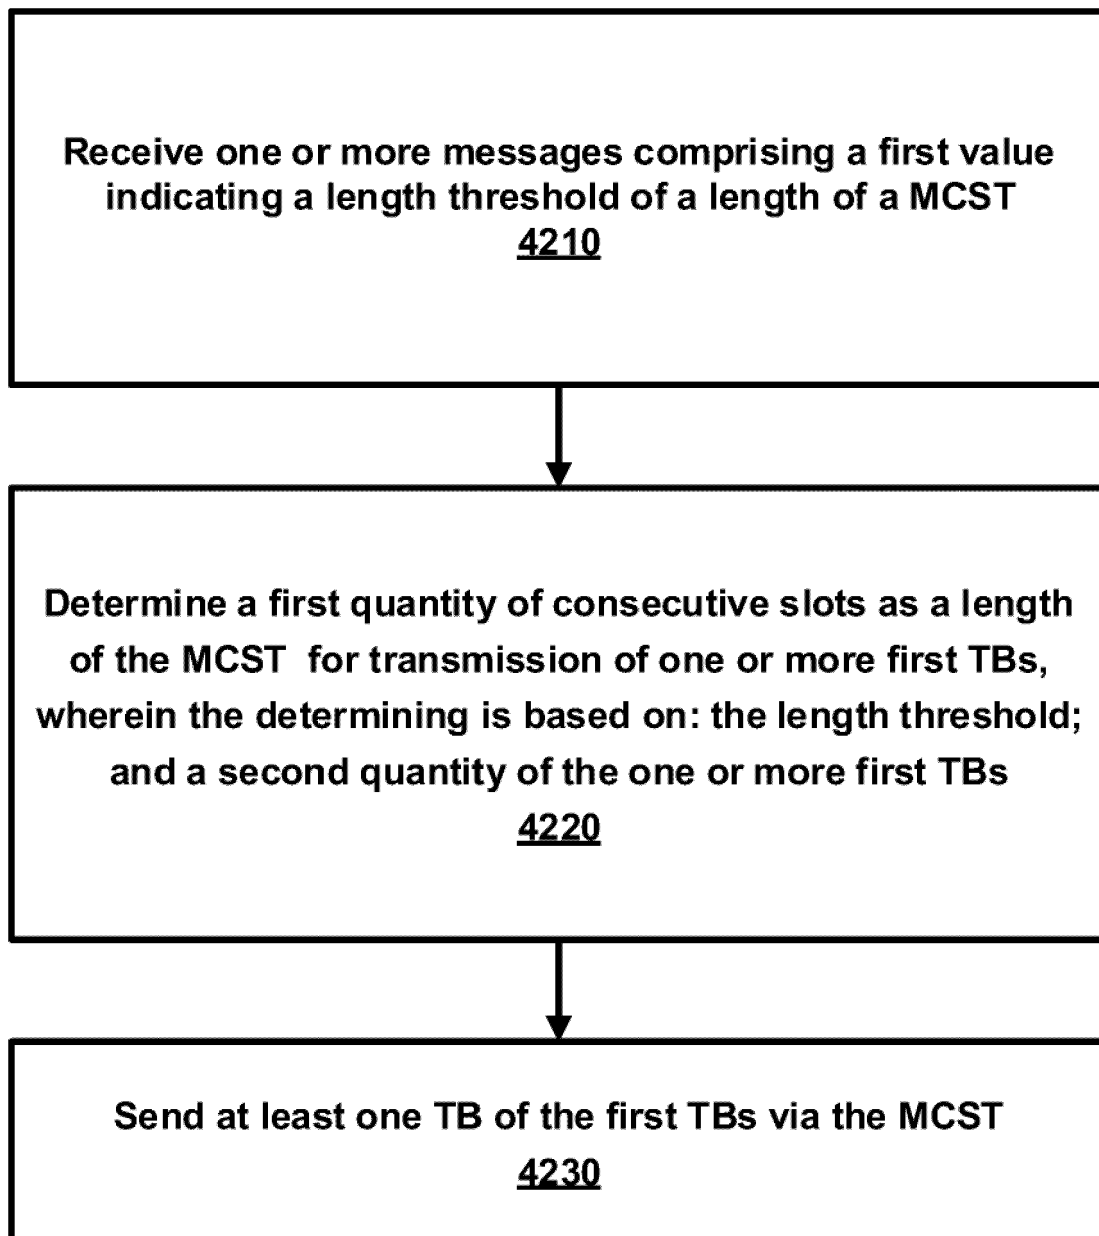 Receive one or more messages comprising a first value
indicating a length threshold of a length of a MCST
4210
Determine a first quantity of consecutive slots as a length
of the MCST for transmission of one or more first TBs,
wherein the determining is based on: the length threshold;
and a second quantity of the one or more first TBs
4220
Send at least one TB of the first TBs via the MCST
4230